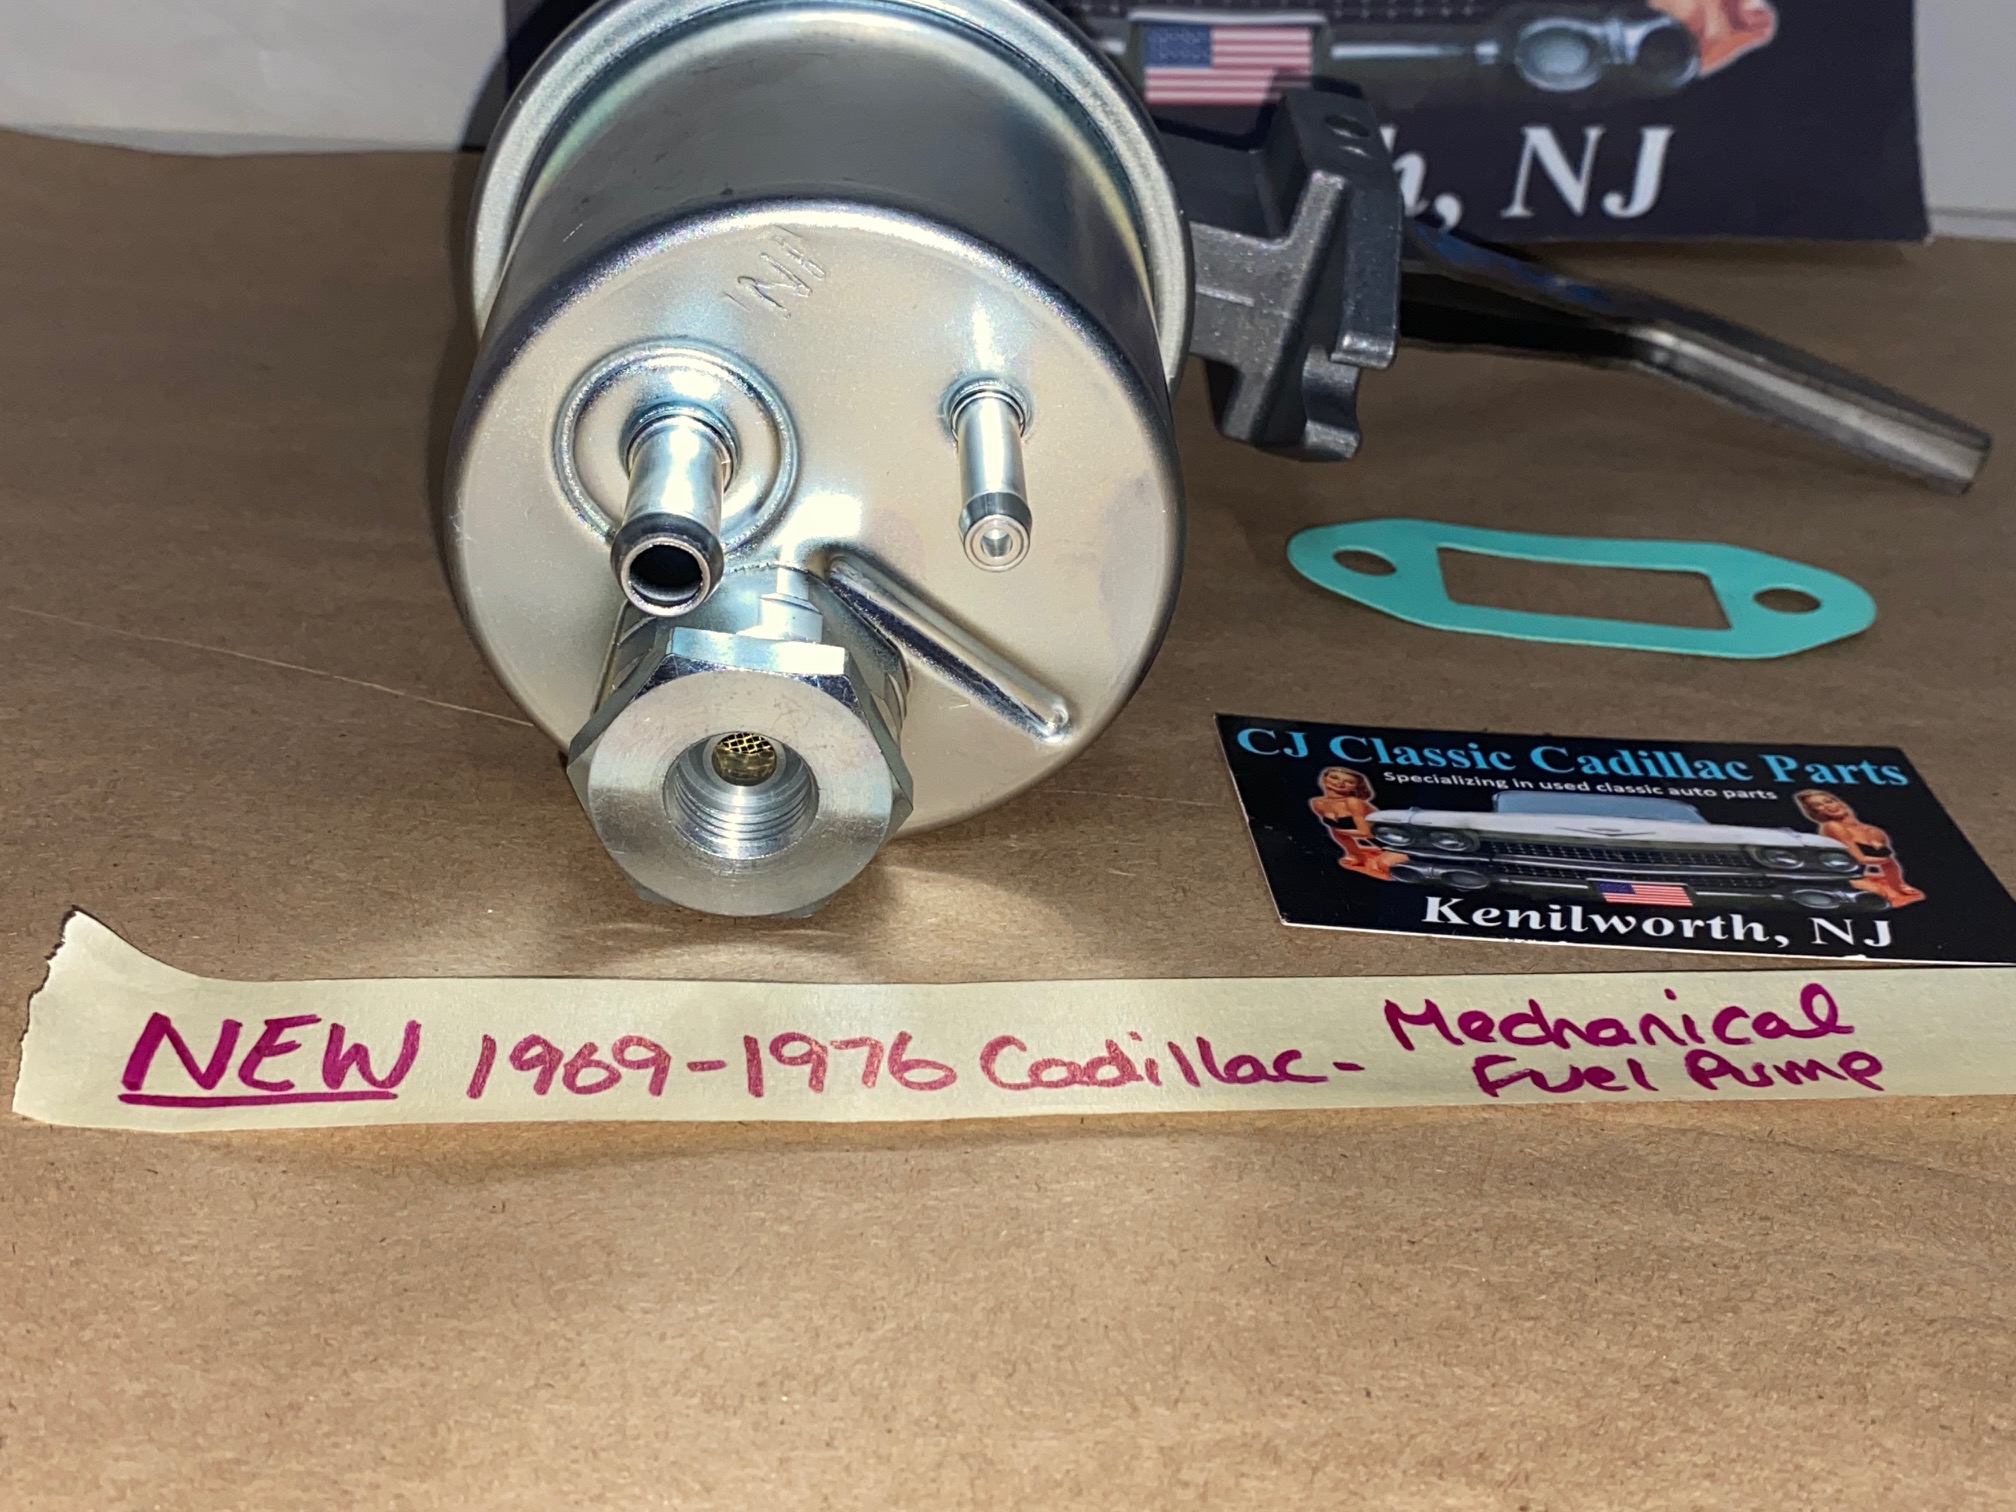 h, NJ
CJ Classic Cadillac Parts
Specializing in used classic auto parts
Kenilworth, NJ
NEW 1969-1976 Cadillac - Mechanical
Fuel Pump